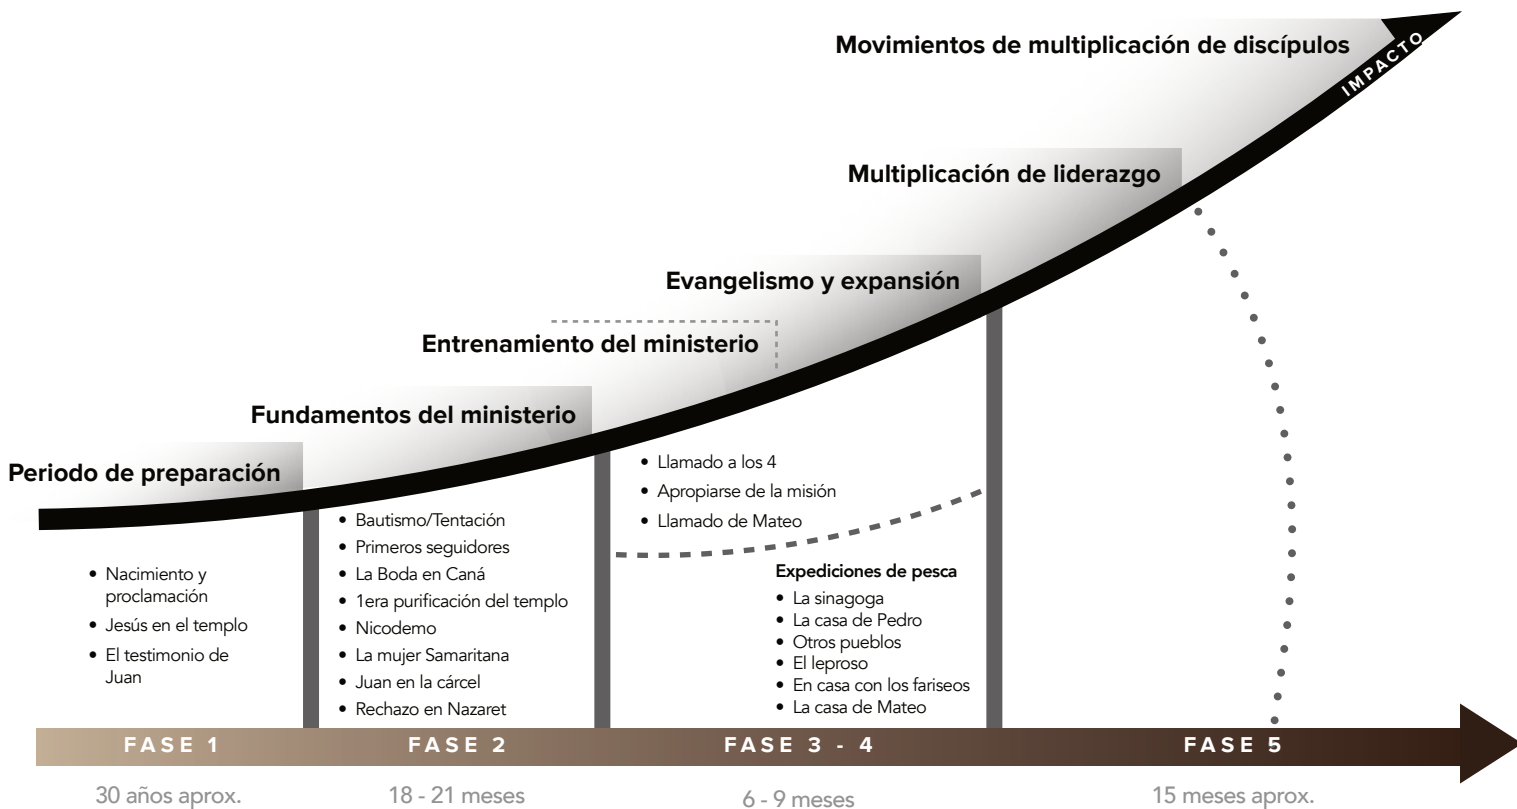 Movimientos de multiplicación de discípulos
IMPACTO
Multiplicación de liderazgo
Evangelismo y expansión
Entrenamiento del ministerio
Fundamentos del ministerio
Periodo de preparación
• Nacimiento y
proclamación
• Jesús en el templo
• El testimonio de
Juan
• Bautismo/Tentación
• Primeros seguidores
• La Boda en Caná
• 1era purificación del templo
• Nicodemo
• La mujer Samaritana
• Juan en la cárcel
• Rechazo en Nazaret
• Llamado a los 4
• Apropiarse de la misión
• Llamado de Mateo
Expediciones de pesca
• La sinagoga
• La casa de Pedro
• Otros pueblos
• El leproso
• En casa con los fariseos
• La casa de Mateo
FASE 1
FASE 2
FASE 3 - 4
FASE 5
30 años aprox.
18 - 21 meses
6 - 9 meses
15 meses aprox.